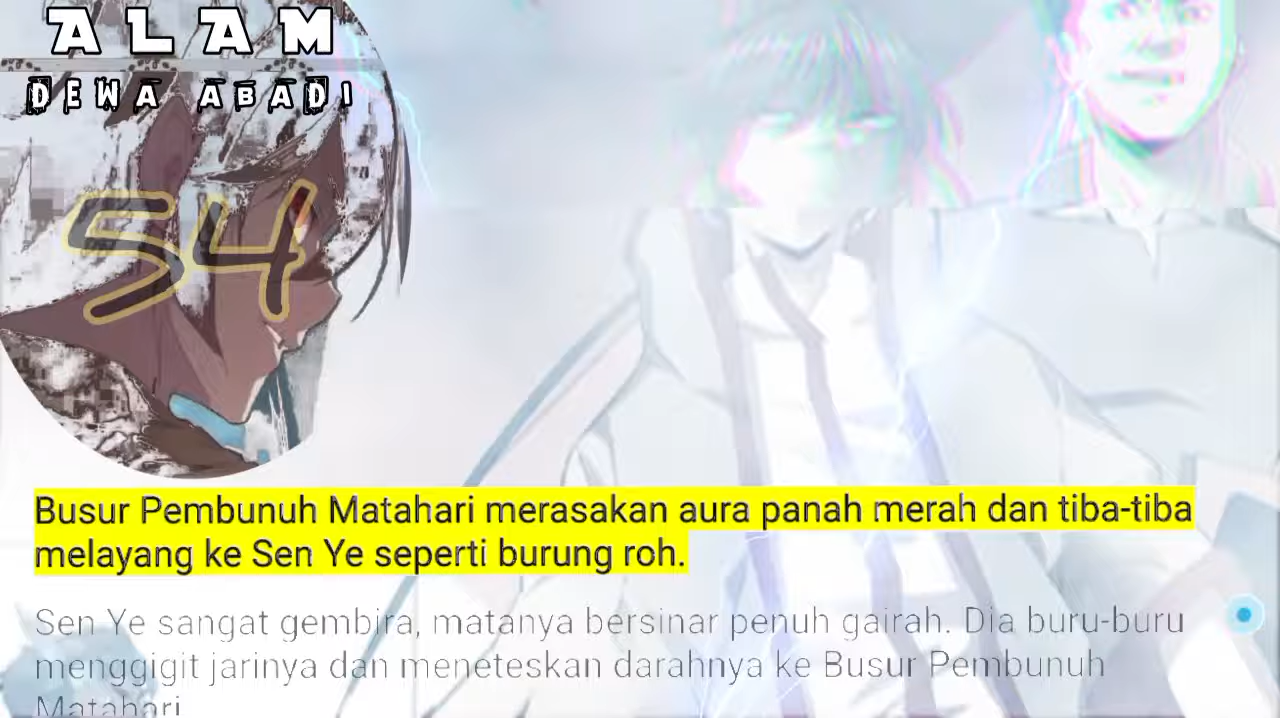 ALAM
DEWA ABADI
54
Busur Pembunuh Matahari merasakan aura panah merah dan tiba-tiba
melayang ke Sen Ye seperti burung roh.
Sen Ye sangat gembira, matanya bersinar penuh gairah. Dia buru-buru
menggigit jarinya dan meneteskan darahnya ke Busur Pembunuh
Matahari